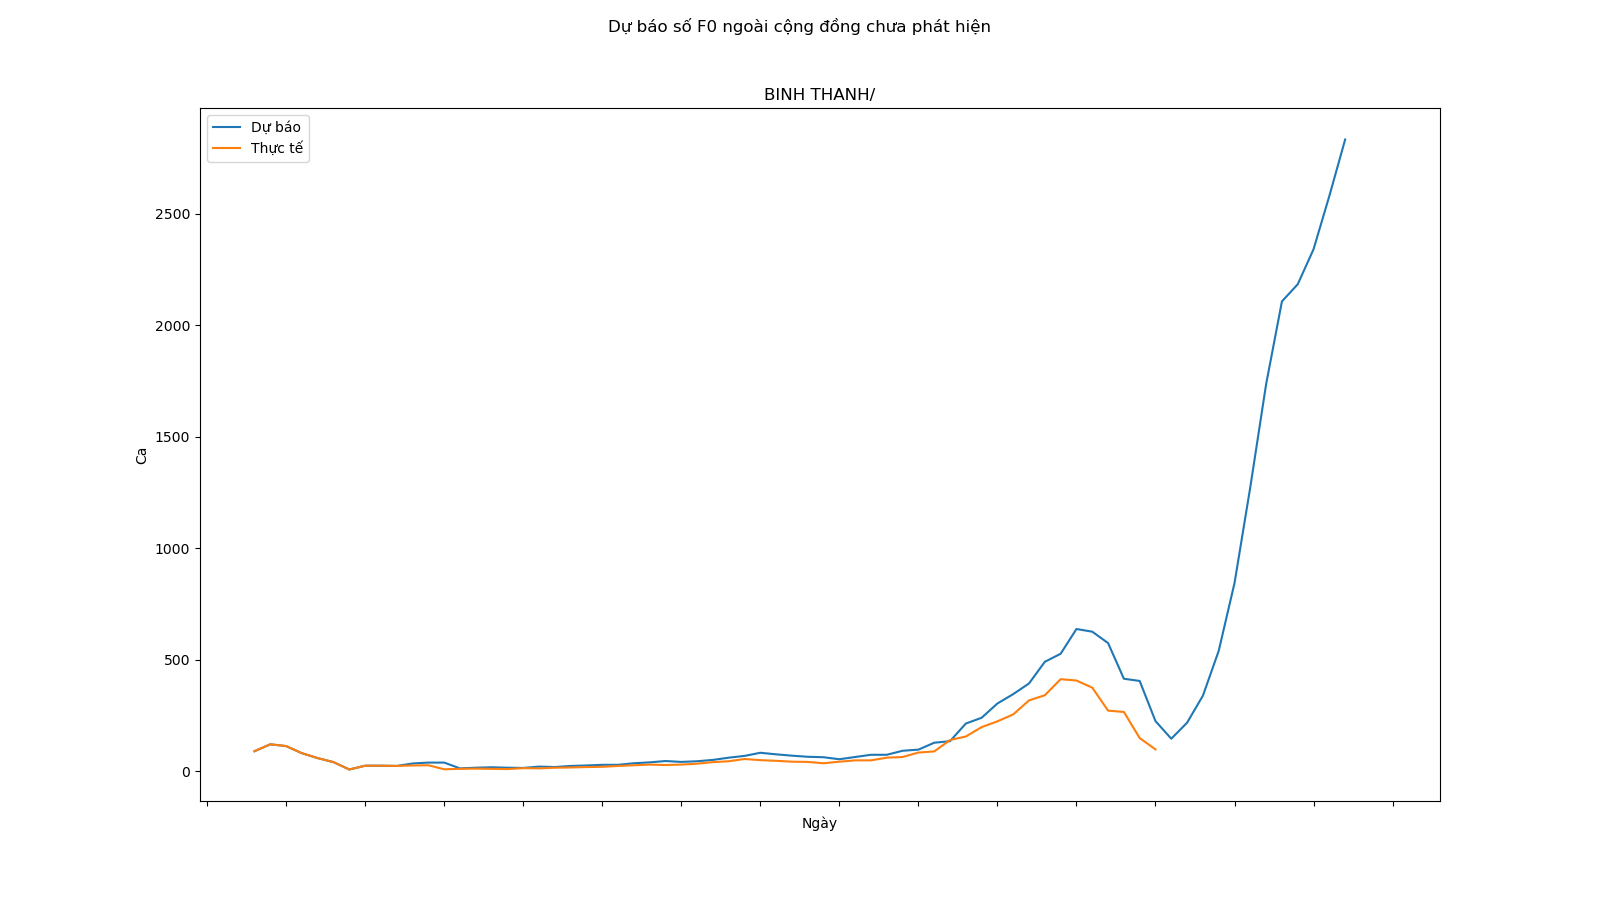 Dự báo số F0 ngoài cộng đồng chưa phát hiện
BINH THANH/
Dự báo
Thực tế
2500
2000
1500
1000
500
0
Ca
Ngày